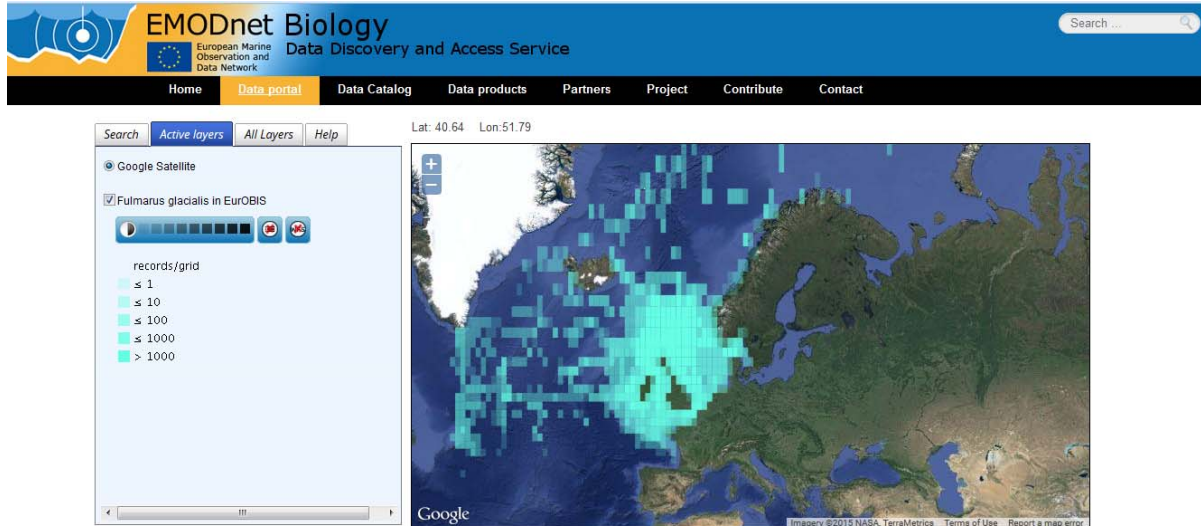 EMODnet Biology
Search ...
European Marine
Observation and
Data Network
Data Discovery and Access Service
Home Data portal Data Catalog Data products Partners Project Contribute Contact
Search Active layers All Layers Help
Lat: 40.64 Lon:51.79
Google Satellite
Fulmarus glacialis in EurOBIS
records/grid
≤ 1
≤ 10
≤ 100
≤ 1000
> 1000
Google
Imagery ©2015 NASA, TerraMetrics Terms of Use Report a map error